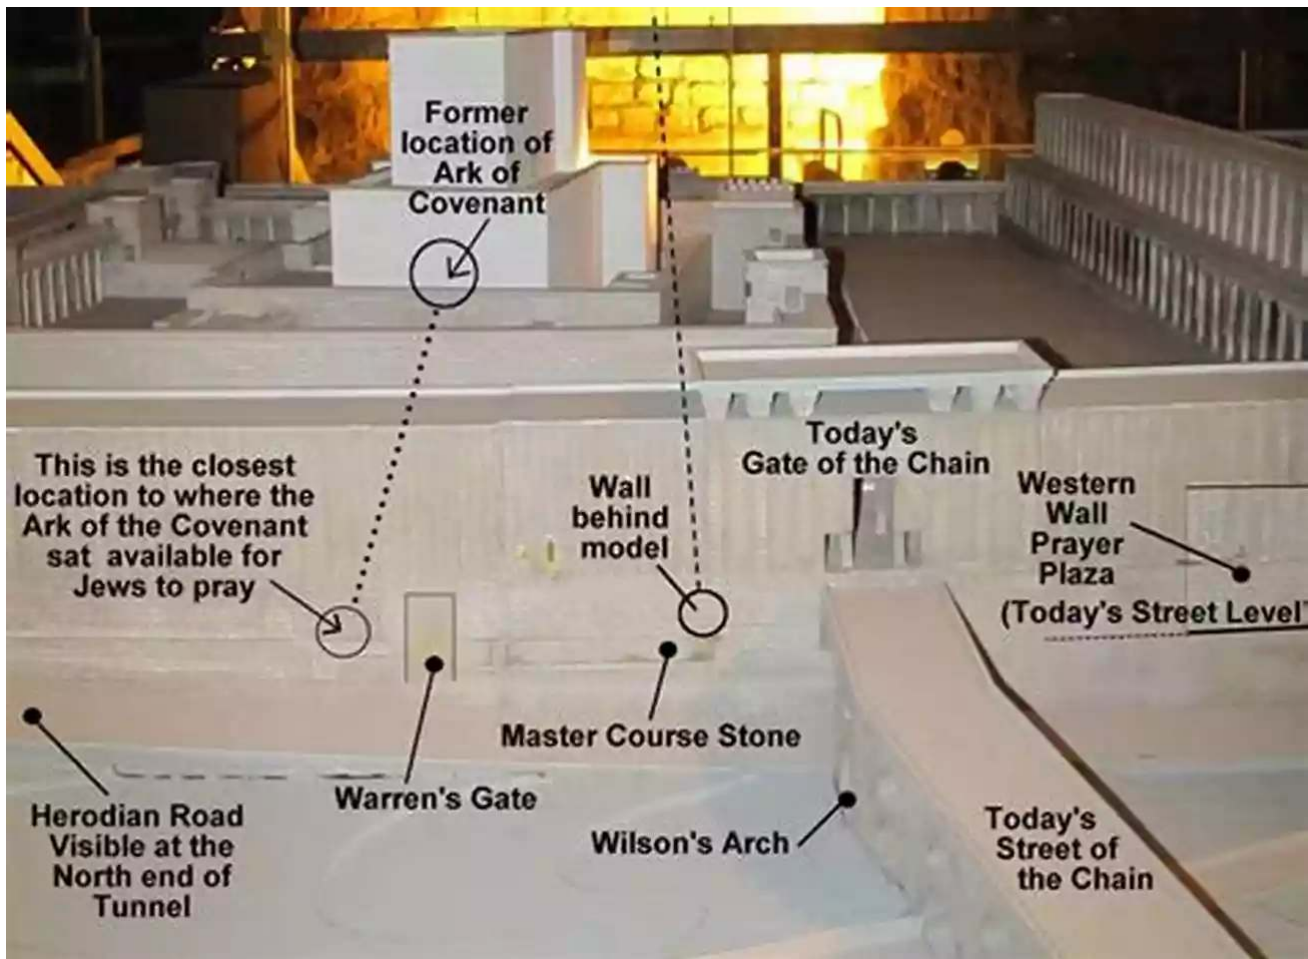 Former
location of
Ark of
Covenant
This is the closest
location to where the
Ark of the Covenant
sat available for
Jews to pray
Wall
behind
model
Today's
Gate of the Chain
Western
Wall
Prayer
Plaza
(Today's Street Level
Master Course Stone
Warren's Gate
Herodian Road
Visible at the
North end of
Tunnel
Wilson's Arch
Today's
Street of
the Chain